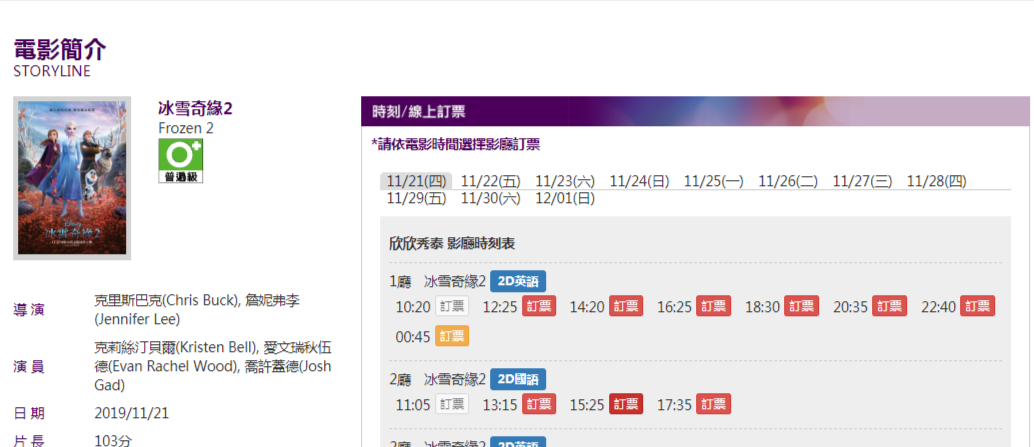 電影簡介
STORYLINE
冰雪奇緣2
Frozen 2
0+
普遍級
DISNEY
冰雪奇緣2
導演
克里斯巴克(Chris Buck), 詹妮弗李
(Jennifer Lee)
演員
克莉絲汀貝爾(Kristen Bell), 愛文瑞秋伍
德(Evan Rachel Wood), 喬許蓋德(Josh
Gad)
日期
2019/11/21
片長
103分
時刻/線上訂票
*請依電影時間選擇影廳訂票
11/21(四) 11/22(五) 11/23(六) 11/24(日) 11/25(一) 11/26(二) 11/27(三) 11/28(四)
11/29(五) 11/30(六) 12/01(日)
欣欣秀泰 影廳時刻表
1廳 冰雪奇緣2 2D英語
10:20 訂票 12:25 訂票 14:20 訂票 16:25 訂票 18:30 訂票 20:35 訂票 22:40 訂票
00:45 訂票
2廳 冰雪奇緣2 2D國語
11:05 訂票 13:15 訂票 15:25 訂票 17:35 訂票
2廳 冰雪奇緣2 2D英語